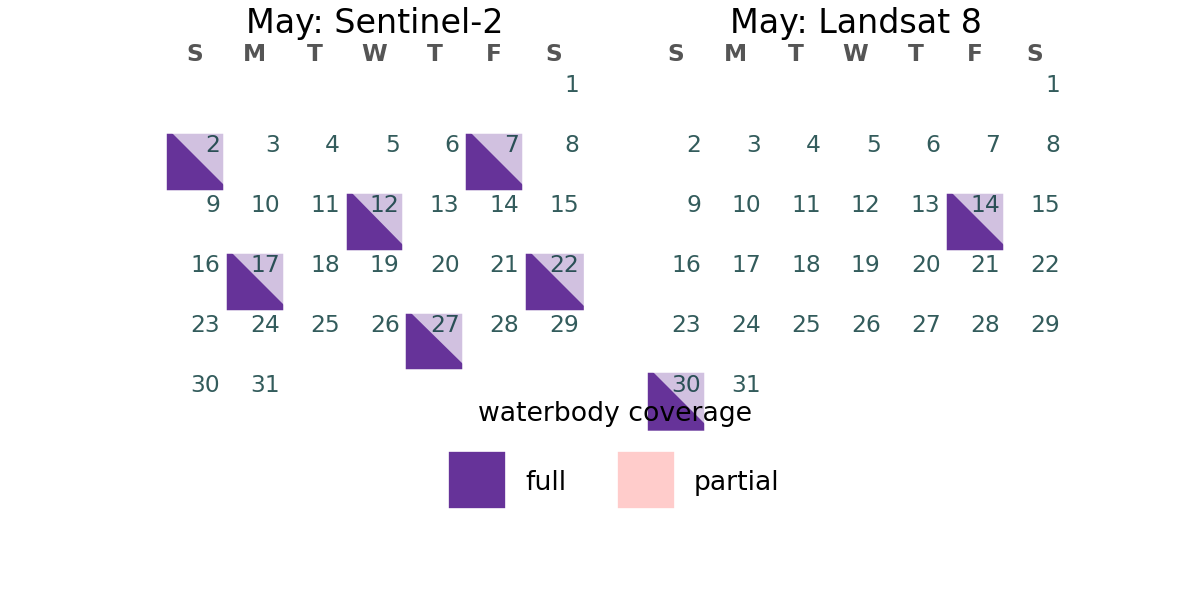 May: Sentinel-2
S M T W T F S
1
2 3 4 5 6 7 8
9 10 11 12 13 14 15
16 17 18 19 20 21 22
23 24 25 26 27 28 29
30 31
May: Landsat 8
S M T W T F S
1
2 3 4 5 6 7 8
9 10 11 12 13 14 15
16 17 18 19 20 21 22
23 24 25 26 27 28 29
30 31
waterbody coverage
full partial